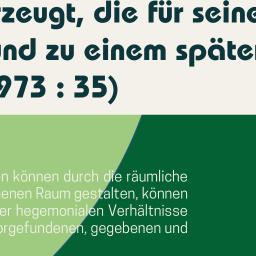 rzeugt, die für seine
und zu einem späte
973 : 35)
n können durch die räumliche
enen Raum gestalten, können
er hegemonialen Verhältnisse
orgefundenen, gegebenen und